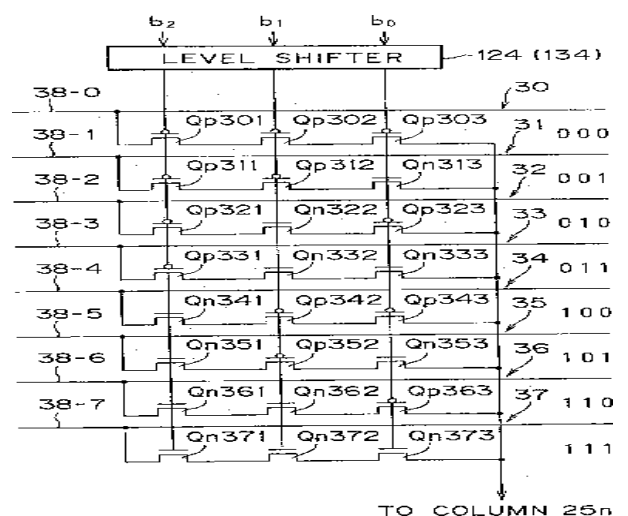 b2 b1 b0
LEVEL SHIFTER 124 (134)
38-0 30
Qp301 Qp302 Qp303
38-1 31 000
Qp311 Qp312 Qn313
38-2 32 001
Qp321 Qn322 Qp323
38-3 33 010
Qp331 Qn332 Qn333
38-4 34 011
Qn341 Qp342 Qp343
38-5 35 100
Qn351 Qp352 Qn353
38-6 36 101
Qn361 Qn362 Qp363
38-7 37 110
Qn371 Qn372 Qn373
111
TO COLUMN 25n